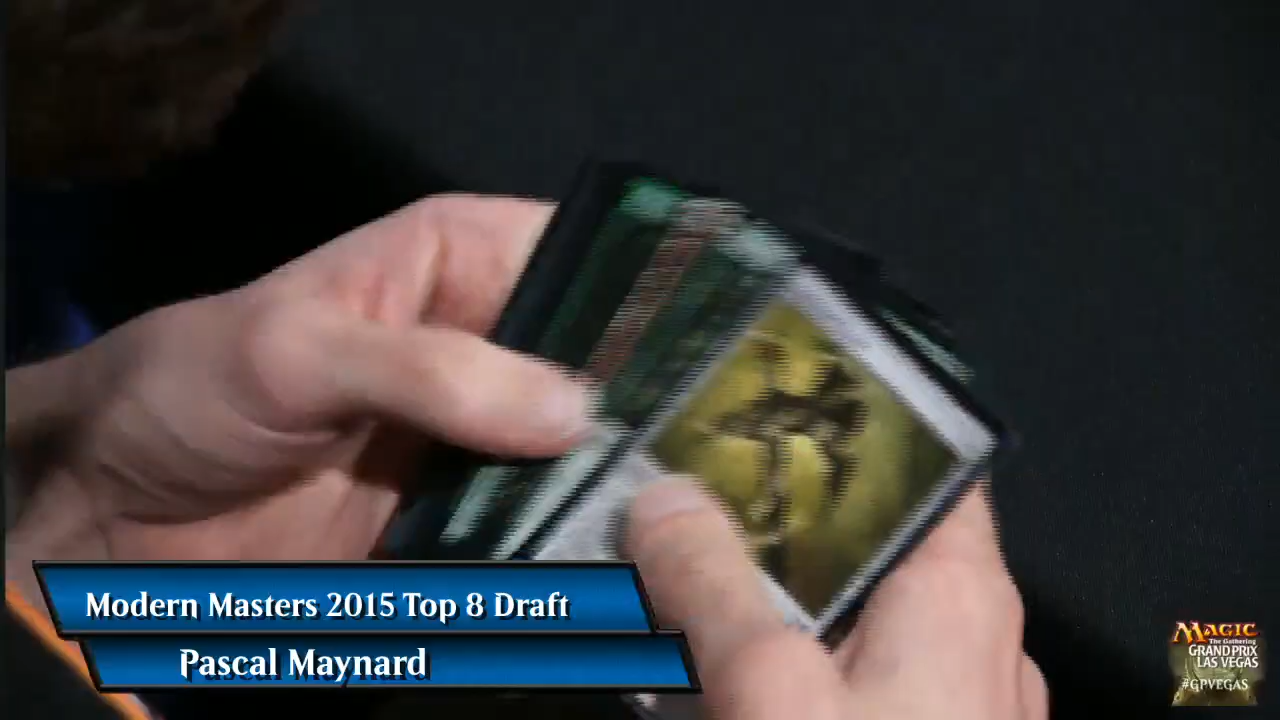 Modern Masters 2015 Top 8 Draft
Pascal Maynard
MAGIC
The Gathering
GRAND PRIX
LAS VEGAS
#GPVEGAS